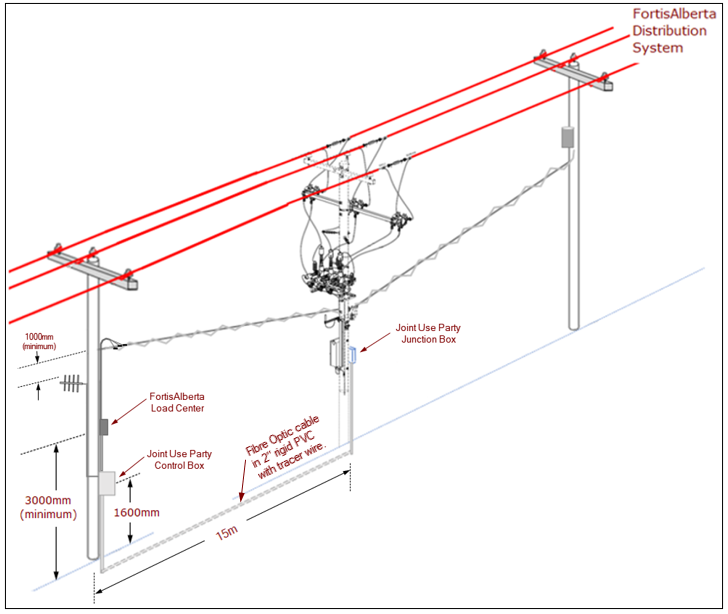 FortisAlberta
Distribution
System
Joint Use Party
Junction Box
1000mm
(minimum)
FortisAlberta
Load Center
Joint Use Party
Control Box
Fibre Optic cable
in 2" rigid PVC
with tracer wire.
3000mm
(minimum)
1600mm
15m